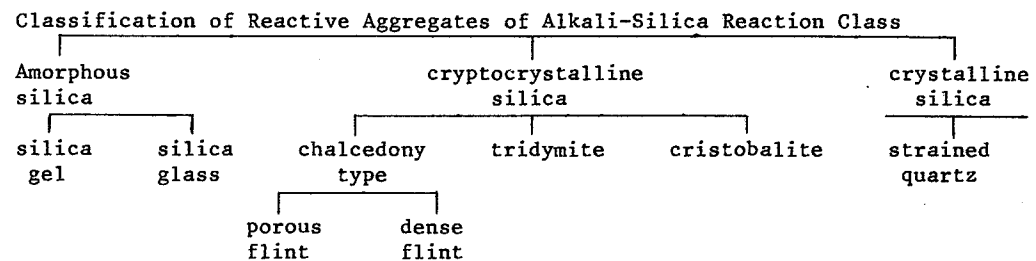 Classification of Reactive Aggregates of Alkali-Silica Reaction Class
Amorphous silica
cryptocrystalline silica
crystalline silica
silica gel
silica glass
chalcedony type
tridymite
cristobalite
strained quartz
porous flint
dense flint